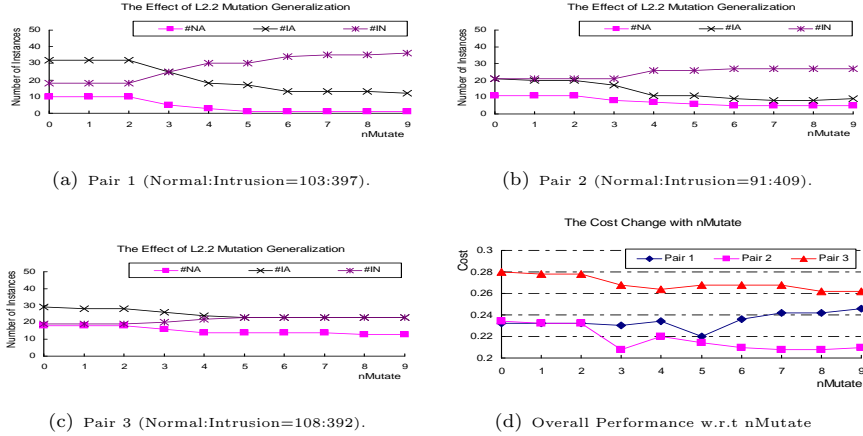 The Effect of L2.2 Mutation Generalization
#NA #IA #IN
Number of Instances
50
40
30
20
10
0
0 1 2 3 4 5 6 7 8 9
nMutate
(a) Pair 1 (Normal:Intrusion=103:397).
The Effect of L2.2 Mutation Generalization
#NA #IA #IN
Number of Instances
50
40
30
20
10
0
0 1 2 3 4 5 6 7 8 9
nMutate
(b) Pair 2 (Normal:Intrusion=91:409).
The Effect of L2.2 Mutation Generalization
#NA #IA #IN
Number of Instances
50
40
30
20
10
0
0 1 2 3 4 5 6 7 8 9
nMutate
(c) Pair 3 (Normal:Intrusion=108:392).
The Cost Change with nMutate
Pair 1 Pair 2 Pair 3
Cost
0.3
0.28
0.26
0.24
0.22
0.2
0 1 2 3 4 5 6 7 8 9
nMutate
(d) Overall Performance w.r.t nMutate